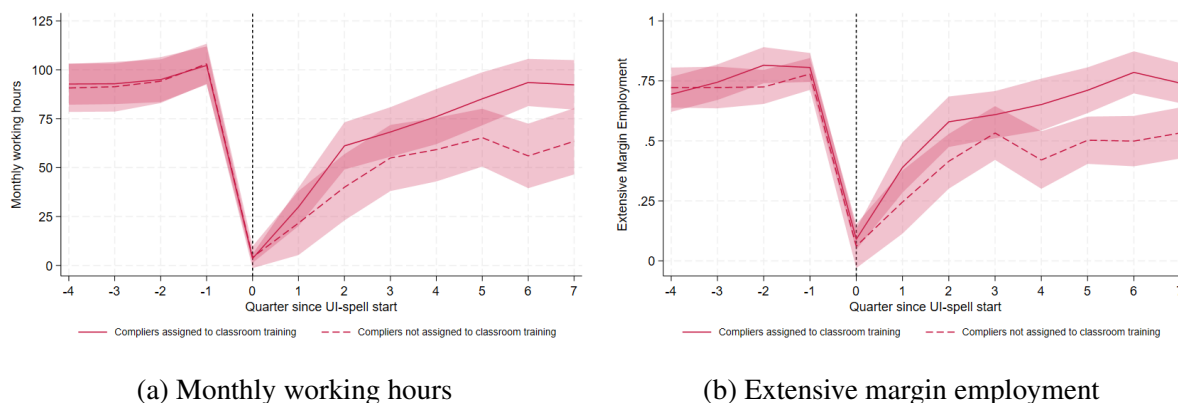 125
100
75
50
25
0
Monthly working hours
-4 -3 -2 -1 0 1 2 3 4 5 6 7
Quarter since UI-spell start
Compliers assigned to classroom training Compliers not assigned to classroom training
(a) Monthly working hours
1
.75
.5
.25
0
Extensive Margin Employment
-4 -3 -2 -1 0 1 2 3 4 5 6 7
Quarter since UI-spell start
Compliers assigned to classroom training Compliers not assigned to classroom training
(b) Extensive margin employment